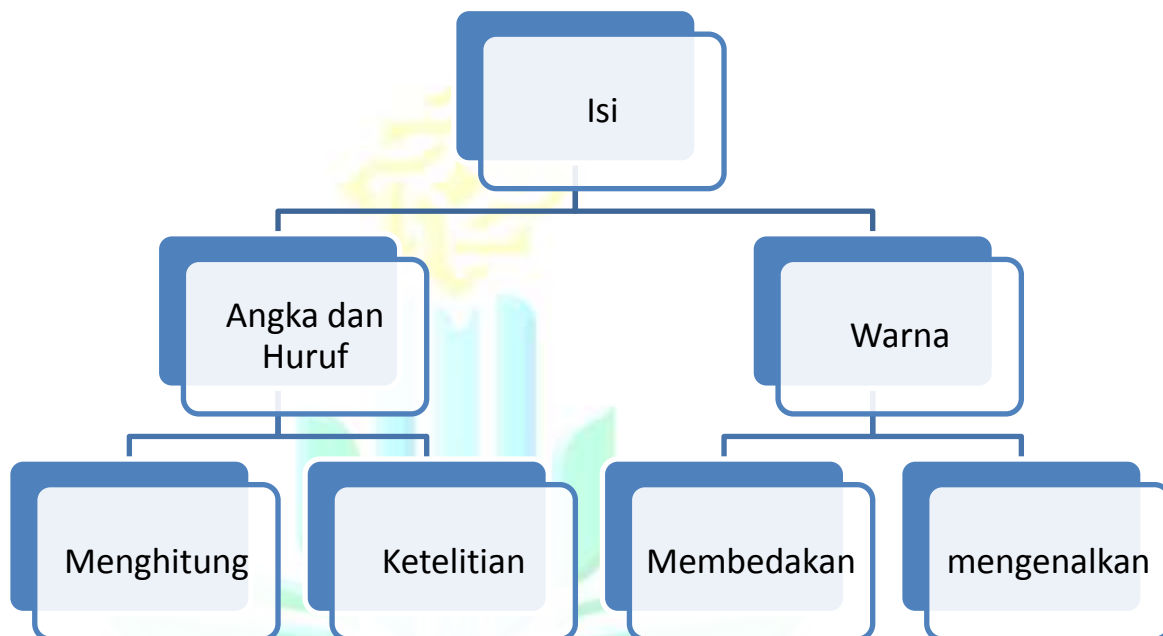 Isi
Angka dan
Huruf
Warna
Menghitung
Ketelitian
Membedakan
mengenalkan